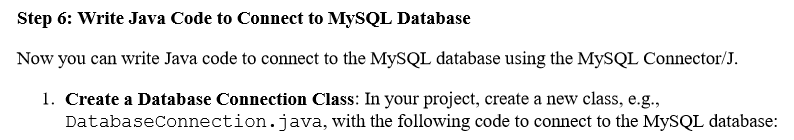 Step 6: Write Java Code to Connect to MySQL Database
Now you can write Java code to connect to the MySQL database using the MySQL Connector/J.
1. Create a Database Connection Class: In your project, create a new class, e.g.,
DatabaseConnection.java, with the following code to connect to the MySQL database: